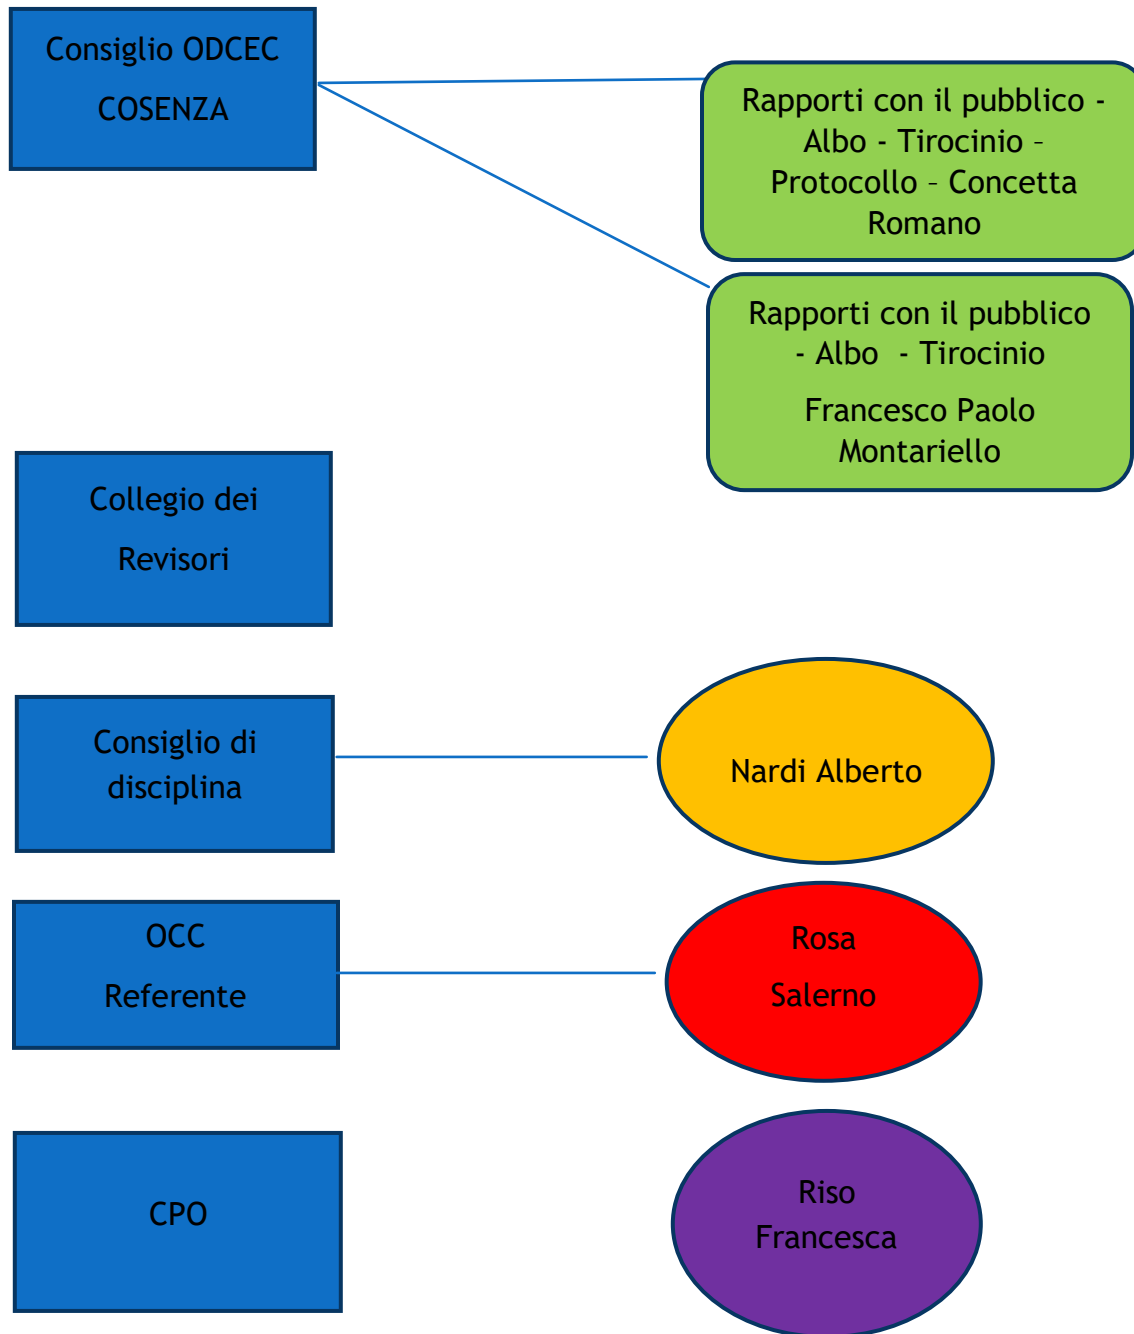 Consiglio ODCEC
COSENZA
Rapporti con il pubblico -
Albo - Tirocinio –
Protocollo – Concetta
Romano
Rapporti con il pubblico
- Albo  - Tirocinio
Francesco Paolo
Montariello
Collegio dei
Revisori
Consiglio di
disciplina
Nardi Alberto
OCC
Referente
Rosa
Salerno
CPO
Riso
Francesca